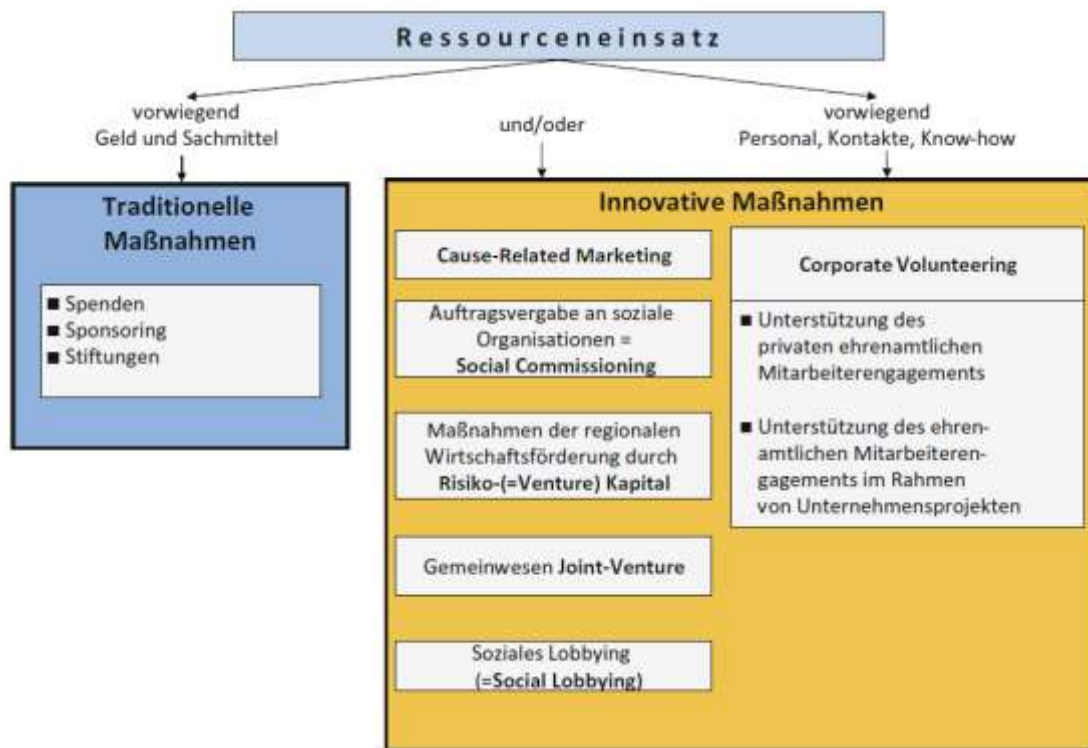 Ressourceneinsatz
vorwiegend
Geld und Sachmittel
und/oder
vorwiegend
Personal, Kontakte, Know-how
Traditionelle
Maßnahmen
■ Spenden
■ Sponsoring
■ Stiftungen
Innovative Maßnahmen
Cause-Related Marketing
Auftragsvergabe an soziale
Organisationen =
Social Commissioning
Maßnahmen der regionalen
Wirtschaftsförderung durch
Risiko-(=Venture) Kapital
Gemeinwesen Joint-Venture
Soziales Lobbying
(=Social Lobbying)
Corporate Volunteering
■ Unterstützung des
privaten ehrenamtlichen
Mitarbeiterengagements
■ Unterstützung des ehren-
amtlichen Mitarbeiteren-
gagements im Rahmen
von Unternehmensprojekten